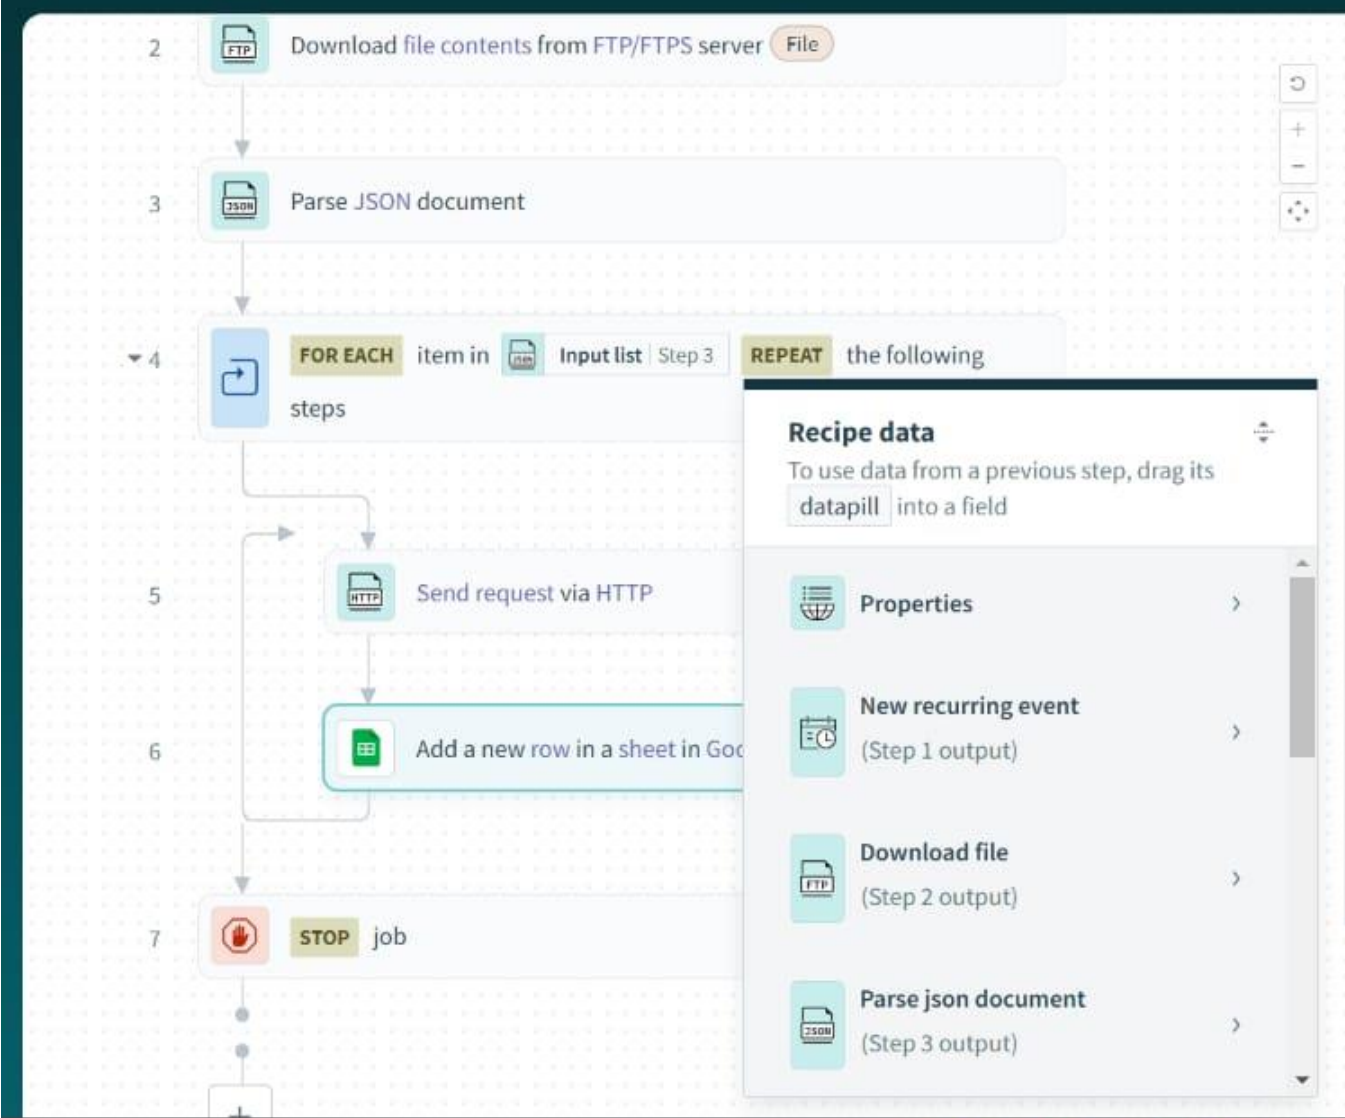 2
FTP
Download file contents from FTP/FTPS server File
3
JSON
Parse JSON document
4
FOR EACH item in JSON Input list Step 3 REPEAT the following
steps
5
HTTP
Send request via HTTP
6
Add a new row in a sheet in Goo
7
STOP job
Recipe data
To use data from a previous step, drag its
datapill into a field
Properties
New recurring event
(Step 1 output)
Download file
FTP
(Step 2 output)
Parse json document
JSON
(Step 3 output)